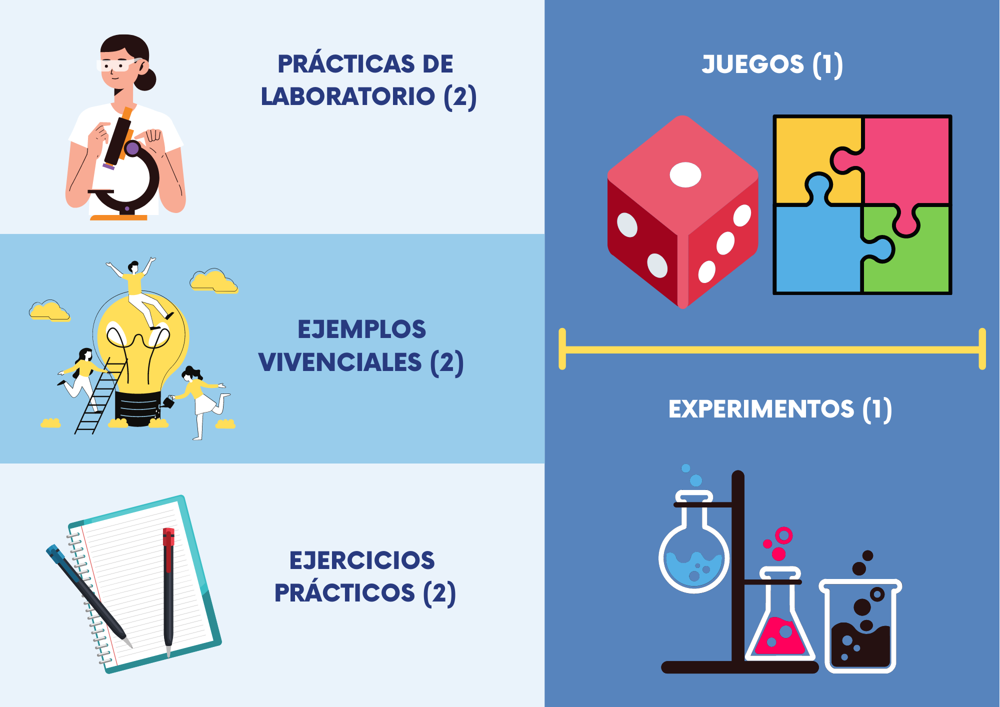 PRÁCTICAS DE
LABORATORIO (2)
EJEMPLOS
VIVENCIALES (2)
EJERCICIOS
PRÁCTICOS (2)
JUEGOS (1)
EXPERIMENTOS (1)